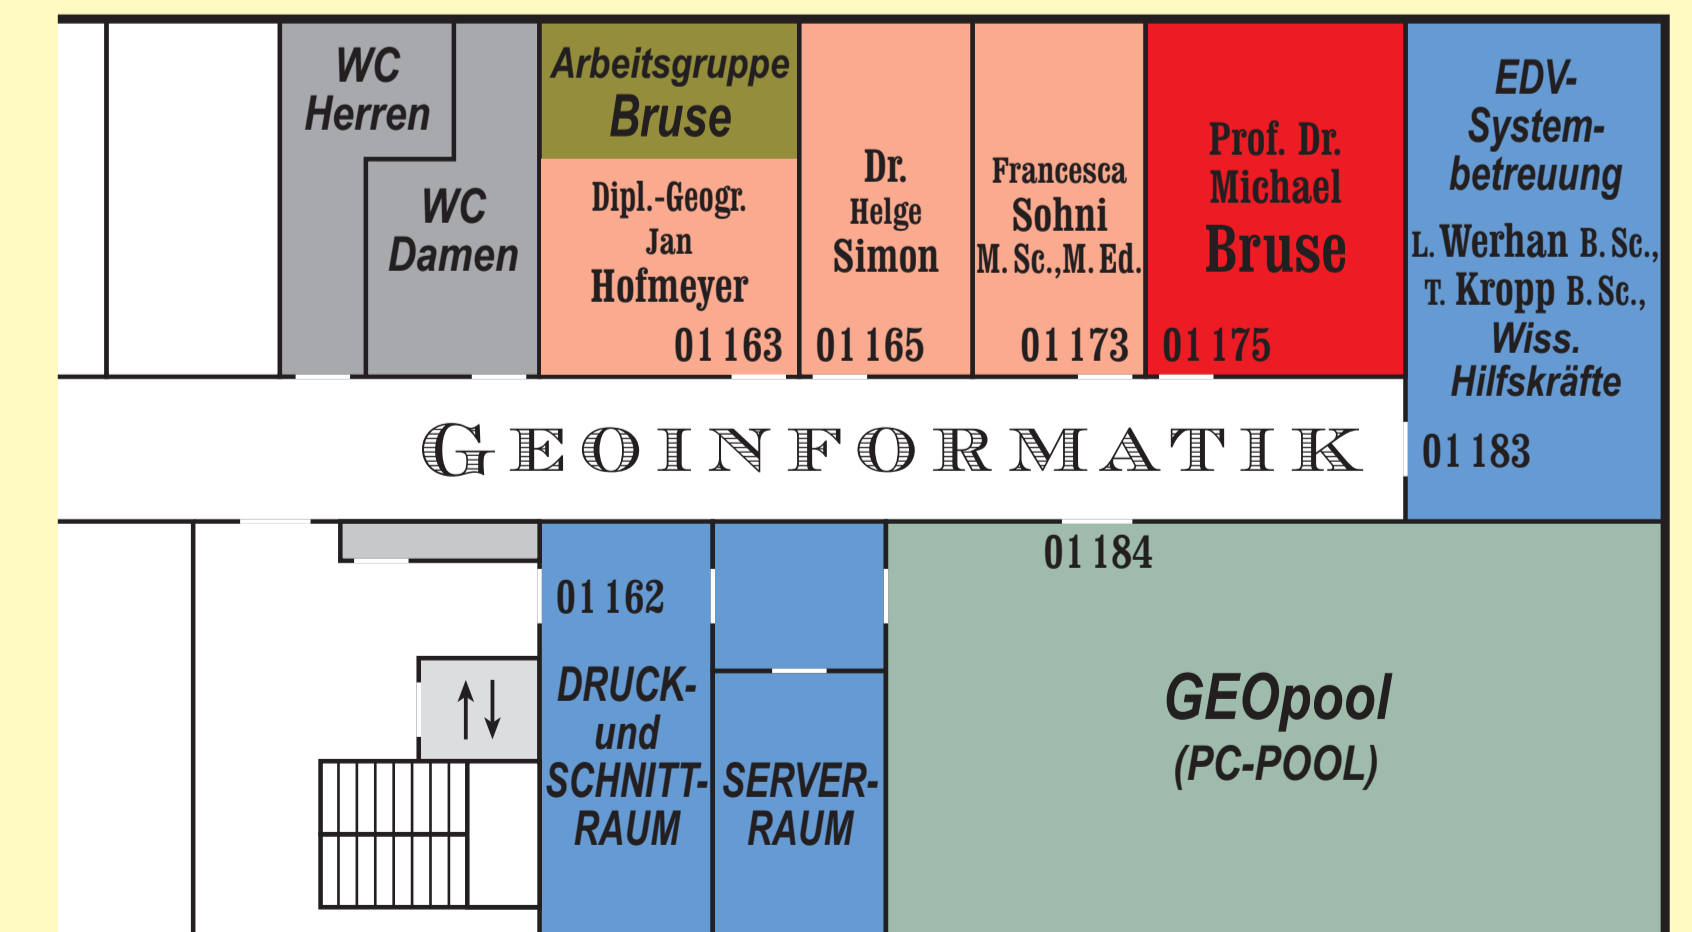 WC
Herren
WC
Damen
Arbeitsgruppe
Bruse
Dipl.-Geogr.
Jan
Hofmeyer
01 163
Dr.
Helge
Simon
01 165
Francesca
Sohni
M. Sc.,M. Ed.
01 173
Prof. Dr.
Michael
Bruse
01 175
EDV-
System-
betreuung
L. Werhan B. Sc.,
T. Kropp B. Sc.,
Wiss.
Hilfskräfte
01 183
GEOINFORMATIK
01 162
DRUCK-
und
SCHNITT-
RAUM
SERVER-
RAUM
01 184
GEOpool
(PC-POOL)